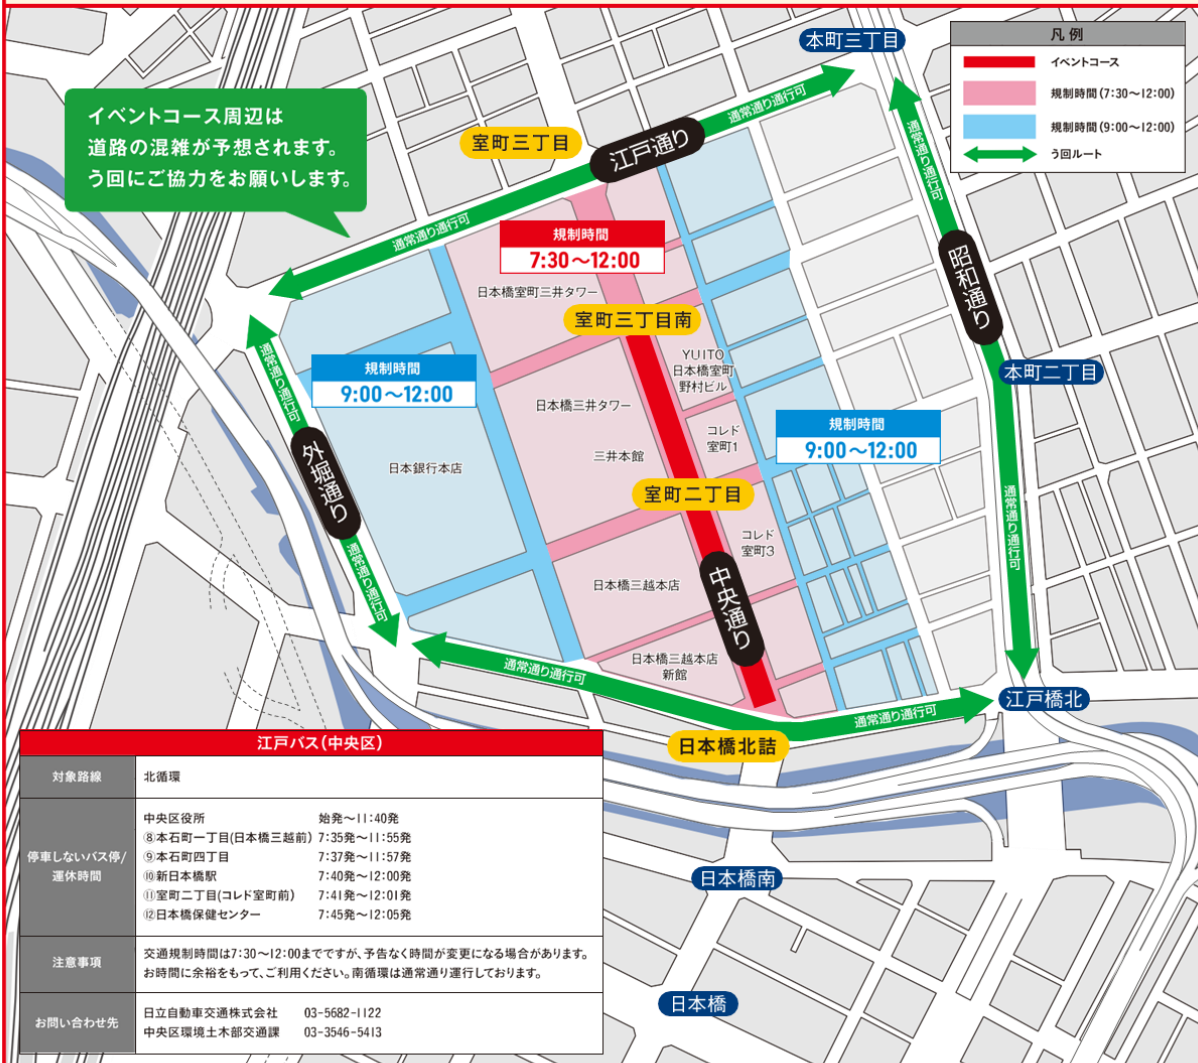 本町三丁目
凡例
イベントコース
規制時間(7:30〜12:00)
規制時間(9:00〜12:00)
う回ルート
イベントコース周辺は
道路の混雑が予想されます。
う回にご協力をお願いします。
室町三丁目
江戸通り
通常通り通行可
通常通り通行可
通常通り通行可
規制時間
7:30〜12:00
昭和通り
日本橋室町三井タワー
室町三丁目南
YUITO
日本橋室町
野村ビル
通常通り通行可
規制時間
9:00〜12:00
本町二丁目
日本橋三井タワー
コレド
室町1
規制時間
9:00〜12:00
三井本館
日本銀行本店
外堀通り
室町二丁目
通常通り通行可
コレド
室町3
通常通り通行可
日本橋三越本店
中央通り
日本橋三越本店
新館
通常通り通行可
通常通り通行可
江戸橋北
日本橋北詰
江戸バス(中央区)
対象路線
北循環
停車しないバス停/
運休時間
中央区役所 始発〜11:40発
⑧本石町一丁目(日本橋三越前) 7:35発〜11:55発
⑨本石町四丁目 7:37発〜11:57発
⑩新日本橋駅 7:40発〜12:00発
⑪室町二丁目(コレド室町前) 7:41発〜12:01発
⑫日本橋保健センター 7:45発〜12:05発
注意事項
交通規制時間は7:30〜12:00までですが、予告なく時間が変更になる場合があります。
お時間に余裕をもって、ご利用ください。南循環は通常通り運行しております。
お問い合わせ先
日立自動車交通株式会社 03-5682-1122
中央区環境土木部交通課 03-3546-5413
日本橋南
日本橋